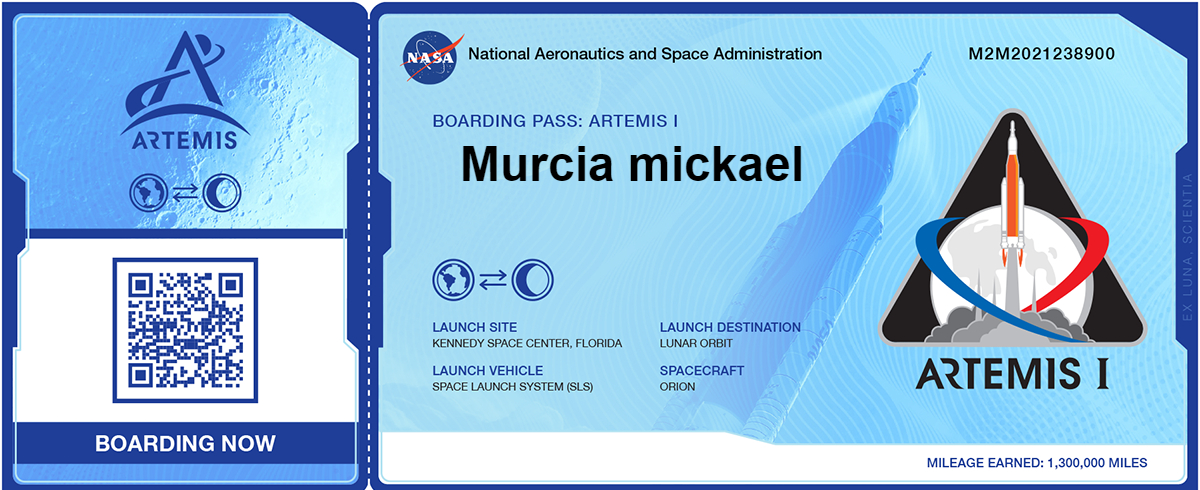 ARTEMIS
BOARDING NOW
NASA
National Aeronautics and Space Administration
M2M2021238900
BOARDING PASS: ARTEMIS I
Murcia mickael
LAUNCH SITE
KENNEDY SPACE CENTER, FLORIDA
LAUNCH DESTINATION
LUNAR ORBIT
LAUNCH VEHICLE
SPACE LAUNCH SYSTEM (SLS)
SPACECRAFT
ORION
ARTEMIS I
EX LUNA SCIENTIA
MILEAGE EARNED: 1,300,000 MILES